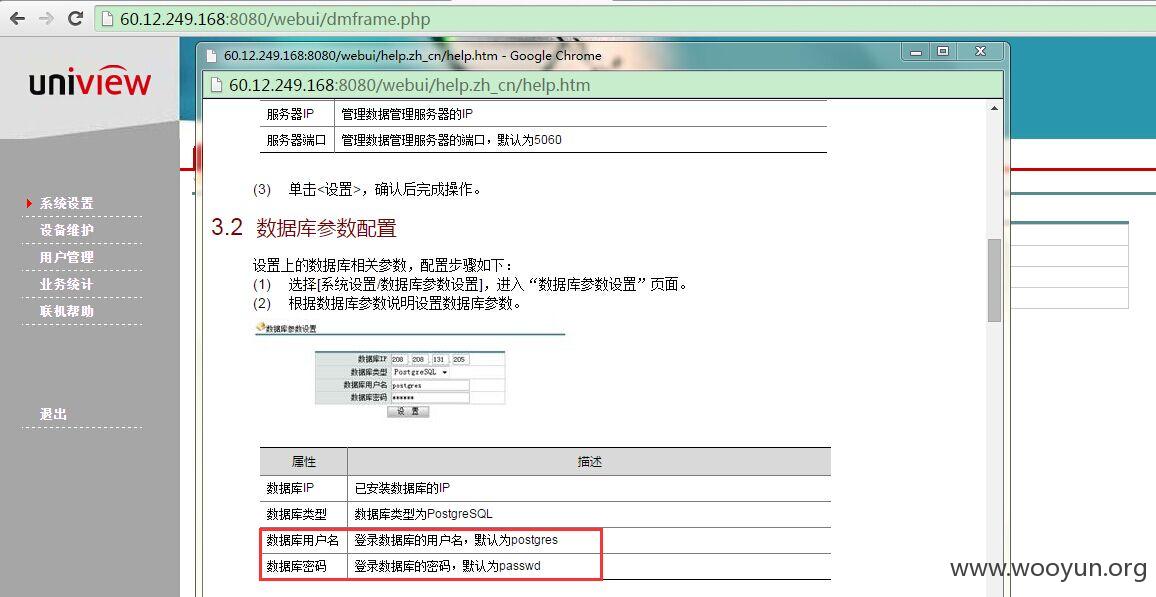 60.12.249.168:8080/webui/dmframe.php
uniview
系统设置
设备维护
用户管理
业务统计
联机帮助
退出
60.12.249.168:8080/webui/help.zh_cn/help.htm - Google Chrome
60.12.249.168:8080/webui/help.zh_cn/help.htm
服务器IP 管理数据管理服务器的IP
服务器端口 管理数据管理服务器的端口，默认为5060
(3) 单击<设置>，确认后完成操作。
3.2 数据库参数配置
设置上的数据库相关参数，配置步骤如下：
(1) 选择[系统设置/数据库参数设置]，进入“数据库参数设置”页面。
(2) 根据数据库参数说明设置数据库参数。
数据库参数设置
数据库IP 208 208 131 205
数据库类型 PostgreSQL
数据库用户名 postgres
数据库密码 ******
设 置
属性 描述
数据库IP 已安装数据库的IP
数据库类型 数据库类型为PostgreSQL
数据库用户名 登录数据库的用户名，默认为postgres
数据库密码 登录数据库的密码，默认为passwd
www.wooyun.org